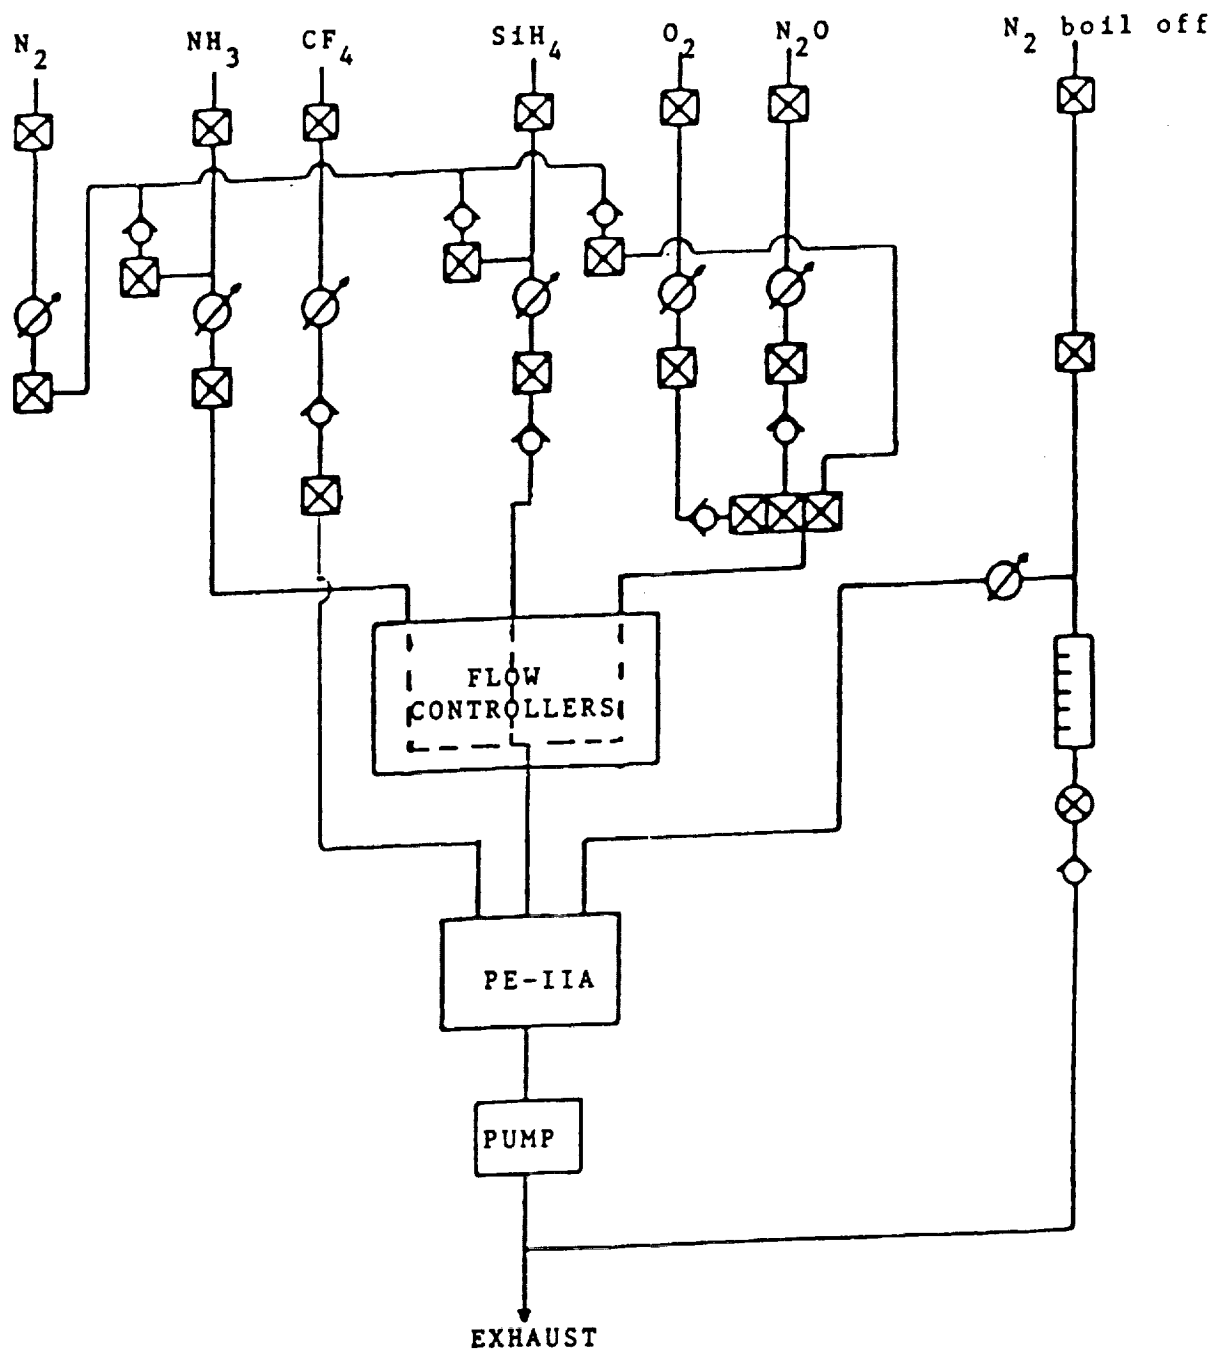 N2
NH3
CF4
SiH4
O2
N2O
N2 boil off
FLOW
CONTROLLERS
PE-IIA
PUMP
EXHAUST